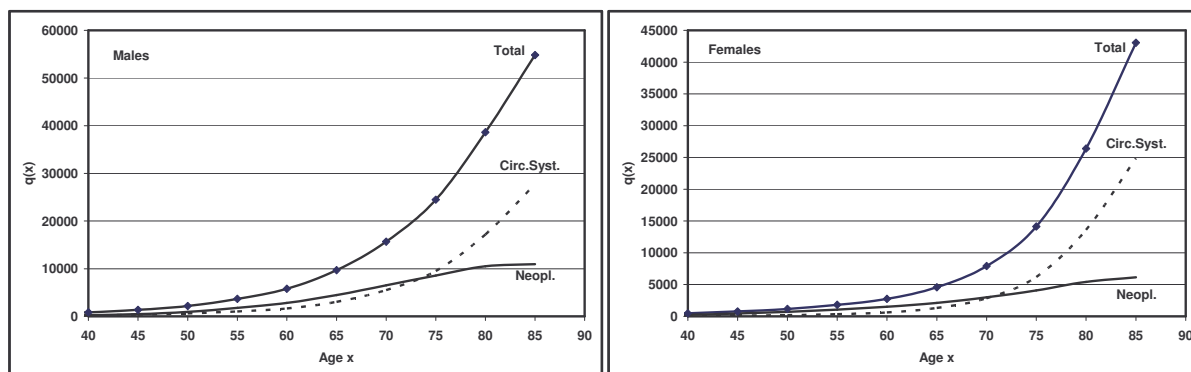 Males
Total
Circ.Syst.
Neopl.
60000
50000
40000
30000
20000
10000
0
q(x)
40 45 50 55 60 65 70 75 80 85 90
Age x
Females
Total
Circ.Syst.
Neopl.
45000
40000
35000
30000
25000
20000
15000
10000
5000
0
q(x)
40 45 50 55 60 65 70 75 80 85 90
Age x